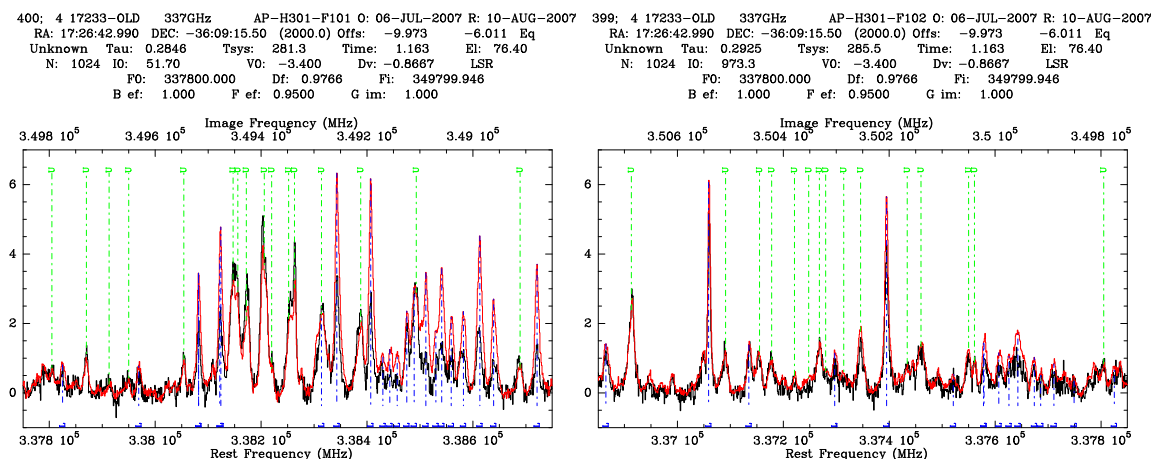 400;  4 17233-OLD    337GHz    AP-H301-F101 O: 06-JUL-2007 R: 10-AUG-2007
RA: 17:26:42.990  DEC: -36:09:15.50  (2000.0) Offs:  -9.973  -6.011  Eq
Unknown  Tau:  0.2846  Tsys:  281.3  Time:  1.163  El:  76.40
N:  1024  I0:  51.70  V0:  -3.400  Dv:  -0.8667  LSR
F0:  337800.000  Df:  0.9766  Fi:  349799.946
B ef:  1.000  F ef:  0.9500  G im:  1.000
Image Frequency (MHz)
3.498 10^5  3.496 10^5  3.494 10^5  3.492 10^5  3.49 10^5
6
4
2
0
3.378 10^5  3.38 10^5  3.382 10^5  3.384 10^5  3.386 10^5
Rest Frequency (MHz)
399;  4 17233-OLD    337GHz    AP-H301-F102 O: 06-JUL-2007 R: 10-AUG-2007
RA: 17:26:42.990  DEC: -36:09:15.50  (2000.0) Offs:  -9.973  -6.011  Eq
Unknown  Tau:  0.2925  Tsys:  285.5  Time:  1.163  El:  76.40
N:  1024  I0:  973.3  V0:  -3.400  Dv:  -0.8667  LSR
F0:  337800.000  Df:  0.9766  Fi:  349799.946
B ef:  1.000  F ef:  0.9500  G im:  1.000
Image Frequency (MHz)
3.506 10^5  3.504 10^5  3.502 10^5  3.5 10^5  3.498 10^5
6
4
2
0
3.37 10^5  3.372 10^5  3.374 10^5  3.376 10^5  3.378 10^5
Rest Frequency (MHz)